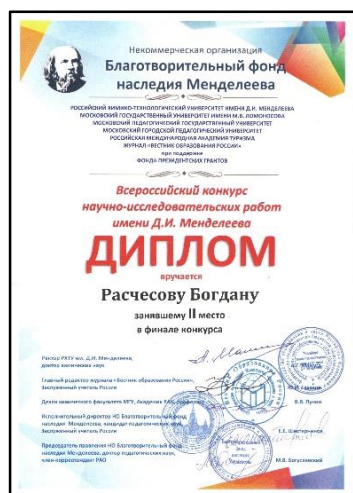 Некоммерческая организация
Благотворительный фонд
наследия Менделеева
РОССИЙСКИЙ ХИМИКО-ТЕХНОЛОГИЧЕСКИЙ УНИВЕРСИТЕТ ИМЕНИ Д.И. МЕНДЕЛЕЕВА
МОСКОВСКИЙ ГОСУДАРСТВЕННЫЙ УНИВЕРСИТЕТ ИМЕНИ М.В. ЛОМОНОСОВА
МОСКОВСКИЙ ПЕДАГОГИЧЕСКИЙ ГОСУДАРСТВЕННЫЙ УНИВЕРСИТЕТ
МОСКОВСКИЙ ГОРОДСКОЙ ПЕДАГОГИЧЕСКИЙ УНИВЕРСИТЕТ
РОССИЙСКАЯ МЕЖДУНАРОДНАЯ АКАДЕМИЯ ТУРИЗМА
ЖУРНАЛ «ВЕСТНИК ОБРАЗОВАНИЯ РОССИИ»
при поддержке
ФОНДА ПРЕЗИДЕНТСКИХ ГРАНТОВ
Всероссийский конкурс
научно-исследовательских работ
имени Д.И. Менделеева
ДИПЛОМ
вручается
Расчесову Богдану
занявшему II место
в финале конкурса
Ректор РХТУ им. Д.И. Менделеева,
доктор химических наук
Главный редактор журнала «Вестник образования России»,
Заслуженный учитель России
Декан химического факультета МГУ, Академик РАН, профессор
В.В. Лунин
Исполнительный директор НО Благотворительный фонд
наследия Менделеева, кандидат педагогических наук,
Заслуженный учитель России
Председатель правления НО Благотворительный фонд
наследия Менделеева, доктор педагогических наук,
член-корреспондент РАО
М.В. Богуславский